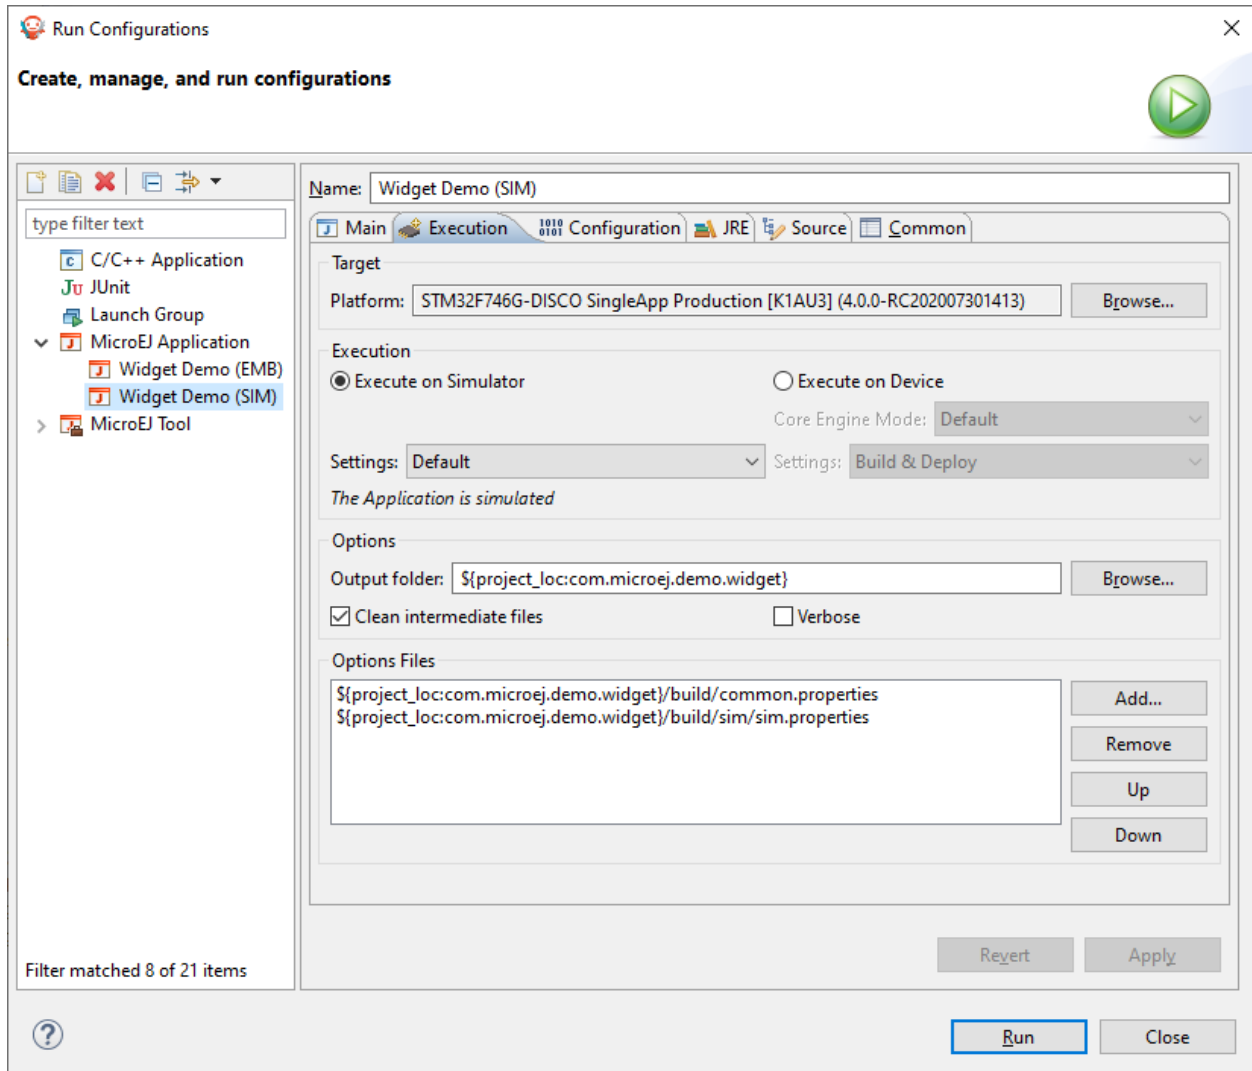 Run Configurations
Create, manage, and run configurations
type filter text
C/C++ Application
JUnit
Launch Group
MicroEJ Application
Widget Demo (EMB)
Widget Demo (SIM)
MicroEJ Tool
Filter matched 8 of 21 items
Name: Widget Demo (SIM)
Main Execution Configuration JRE Source Common
Target
Platform: STM32F746G-DISCO SingleApp Production [K1AU3] (4.0.0-RC202007301413) Browse...
Execution
Execute on Simulator Execute on Device
Core Engine Mode: Default
Settings: Default Settings: Build & Deploy
The Application is simulated
Options
Output folder: ${project_loc:com.microej.demo.widget} Browse...
Clean intermediate files Verbose
Options Files
${project_loc:com.microej.demo.widget}/build/common.properties
${project_loc:com.microej.demo.widget}/build/sim/sim.properties
Add...
Remove
Up
Down
Revert Apply
Run Close